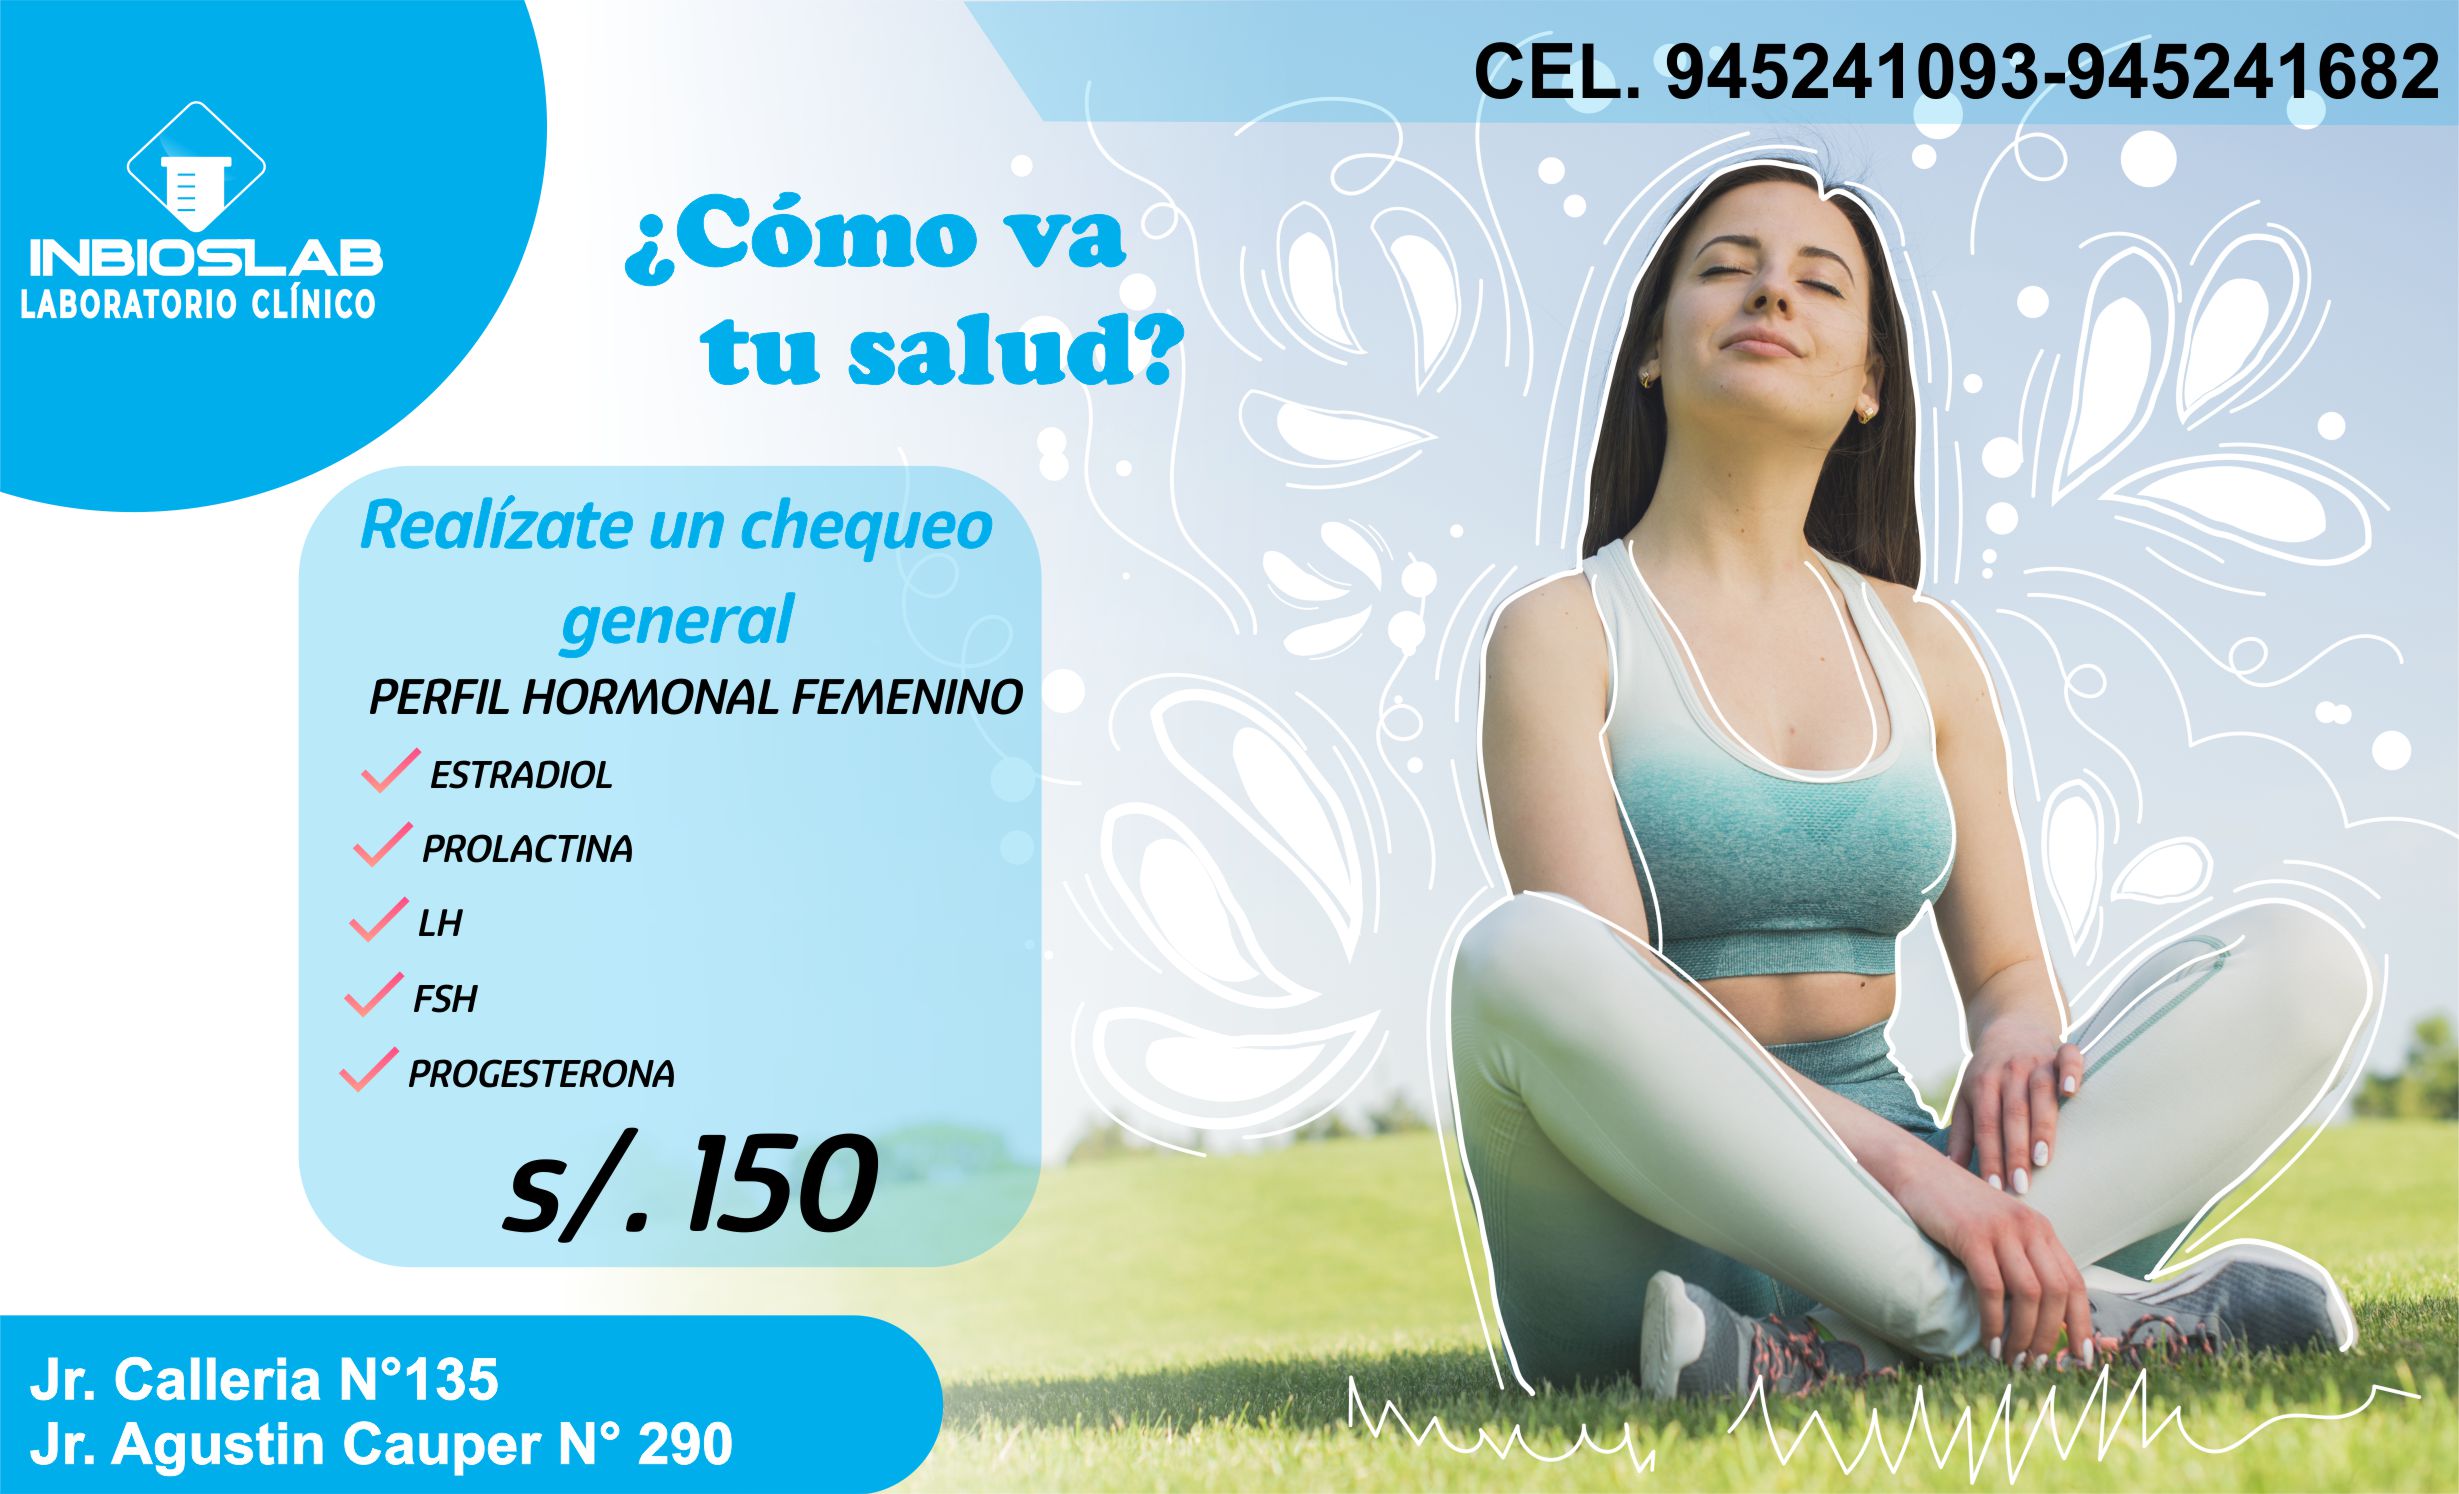 CEL. 945241093-945241682
INBIOSLAB
LABORATORIO CLÍNICO
¿Cómo va
tu salud?
Realízate un chequeo
general
PERFIL HORMONAL FEMENINO
ESTRADIOL
PROLACTINA
LH
FSH
PROGESTERONA
s/. 150
Jr. Calleria N°135
Jr. Agustin Cauper N° 290